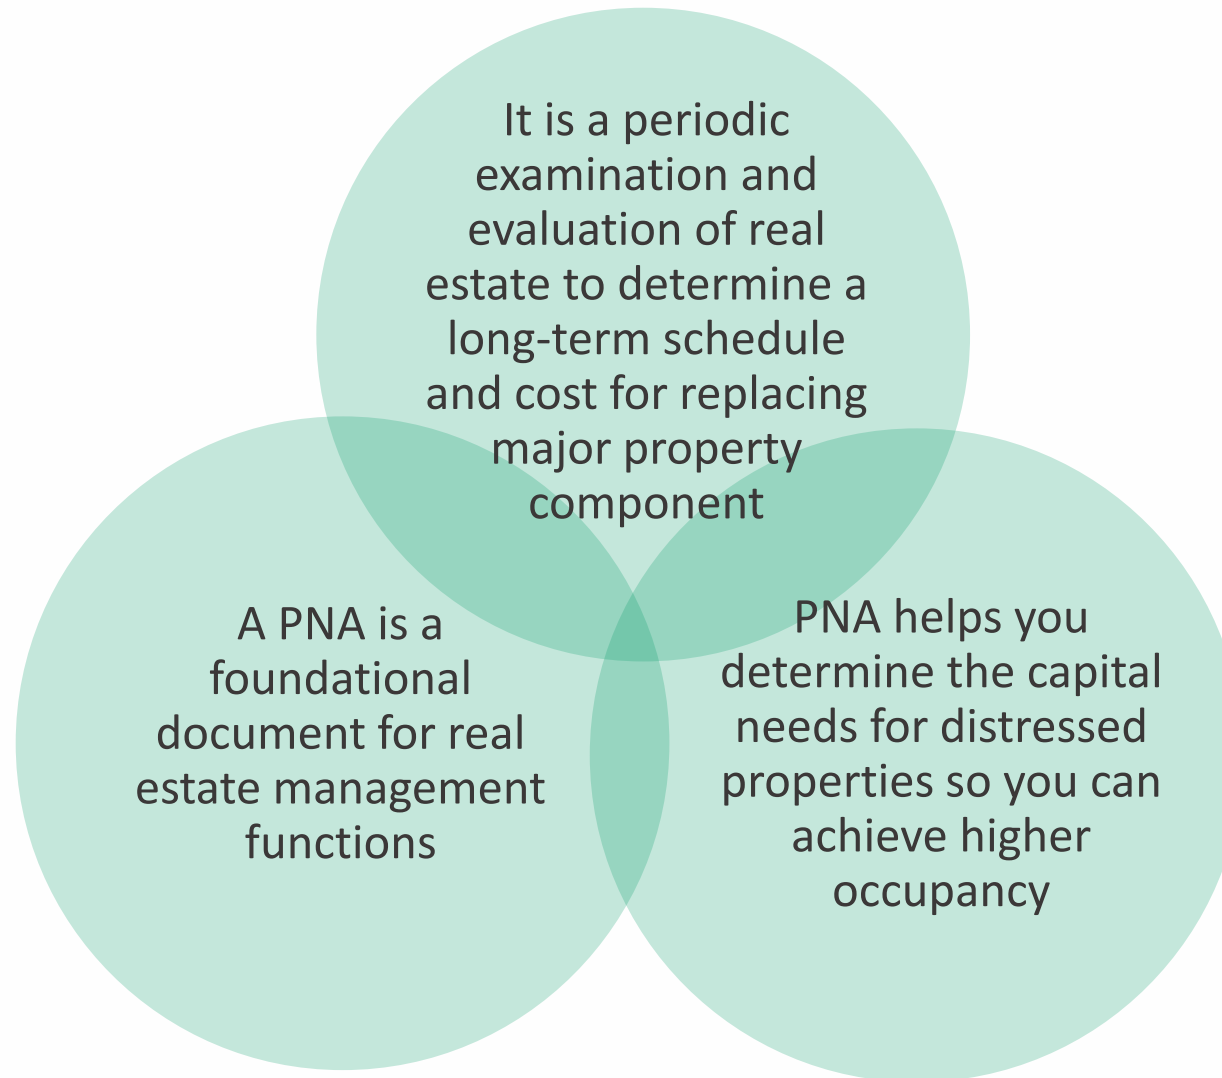 It is a periodic
examination and
evaluation of real
estate to determine a
long-term schedule
and cost for replacing
major property
component
A PNA is a
foundational
document for real
estate management
functions
PNA helps you
determine the capital
needs for distressed
properties so you can
achieve higher
occupancy